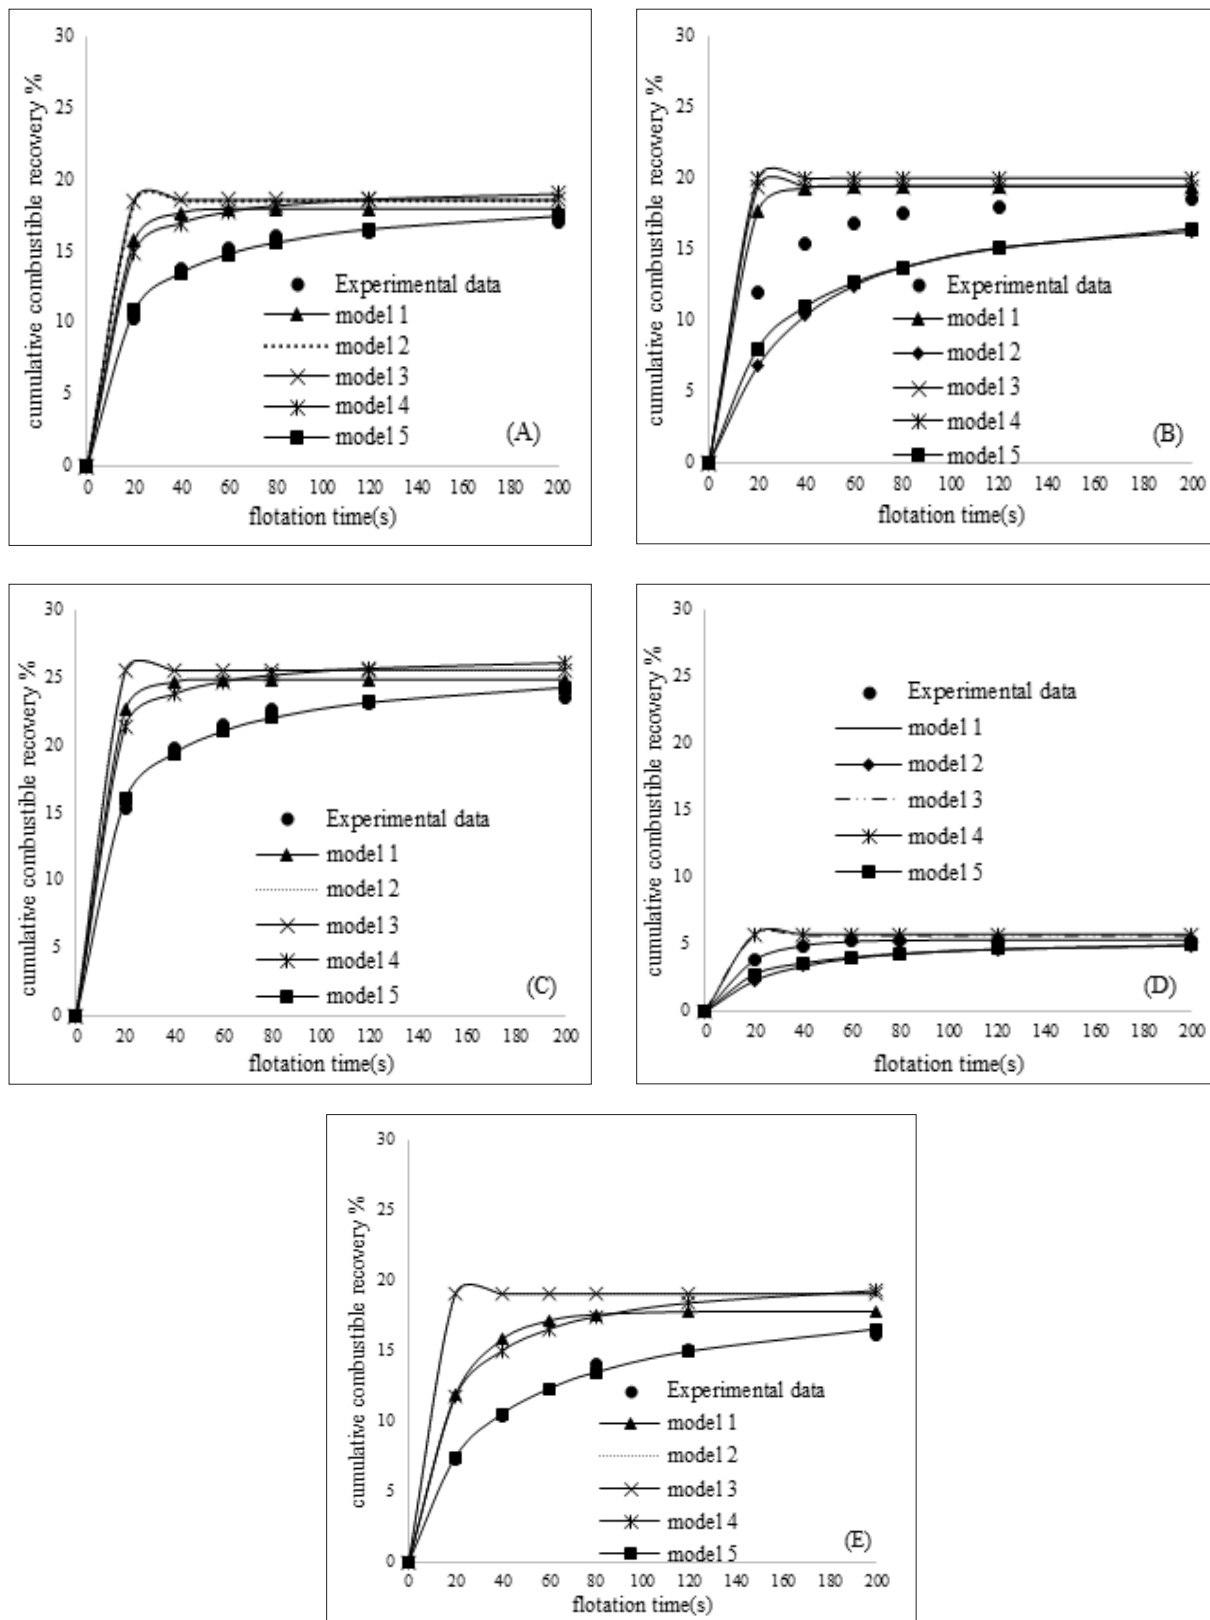 cumulative combustible recovery %
30
25
20
15
10
5
0
Experimental data
model 1
model 2
model 3
model 4
model 5
(A)
0 20 40 60 80 100 120 140 160 180 200
flotation time(s)
cumulative combustible recovery %
30
25
20
15
10
5
0
Experimental data
model 1
model 2
model 3
model 4
model 5
(B)
0 20 40 60 80 100 120 140 160 180 200
flotation time(s)
cumulative combustible recovery %
30
25
20
15
10
5
0
Experimental data
model 1
model 2
model 3
model 4
model 5
(C)
0 20 40 60 80 100 120 140 160 180 200
flotation time(s)
cumulative combustible recovery %
30
25
20
15
10
5
0
Experimental data
model 1
model 2
model 3
model 4
model 5
(D)
0 20 40 60 80 100 120 140 160 180 200
flotation time(s)
cumulative combustible recovery %
30
25
20
15
10
5
0
Experimental data
model 1
model 2
model 3
model 4
model 5
(E)
0 20 40 60 80 100 120 140 160 180 200
flotation time(s)